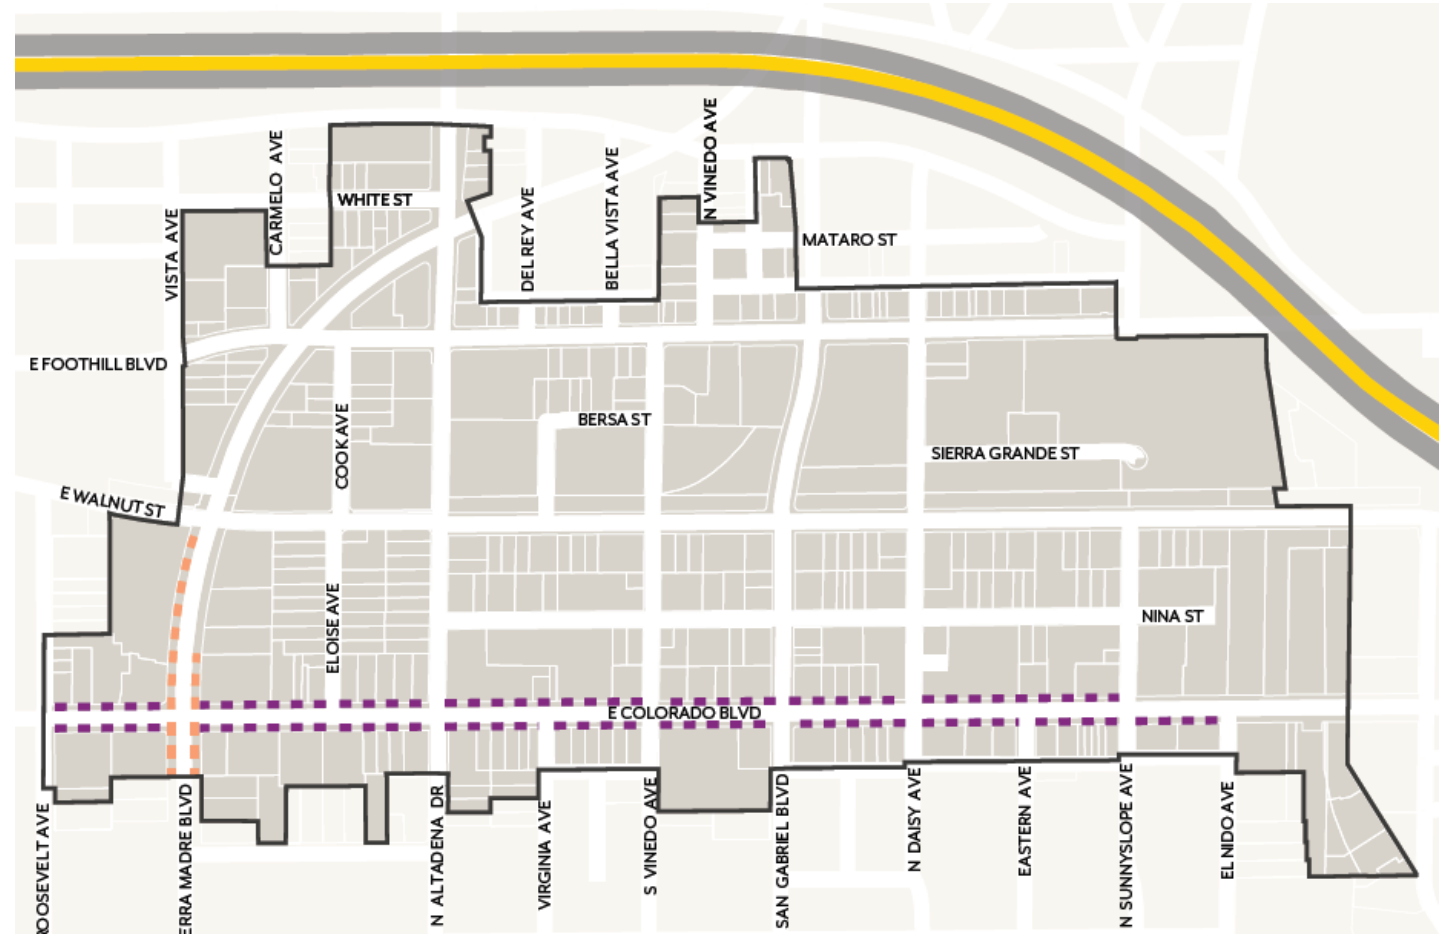 CARMELO AVE
N VINEDO AVE
WHITE ST
VISTA AVE
DEL REY AVE
BELLA VISTA AVE
MATARO ST
E FOOTHILL BLVD
COOK AVE
BERSA ST
SIERRA GRANDE ST
E WALNUT ST
ELOISE AVE
NINA ST
E COLORADO BLVD
ROOSEVELT AVE
ERRA MADRE BLVD
N ALTADENA DR
VIRGINIA AVE
S VINEDO AVE
SAN GABRIEL BLVD
N DAISY AVE
EASTERN AVE
N SUNNYSLOPE AVE
EL NIDO AVE